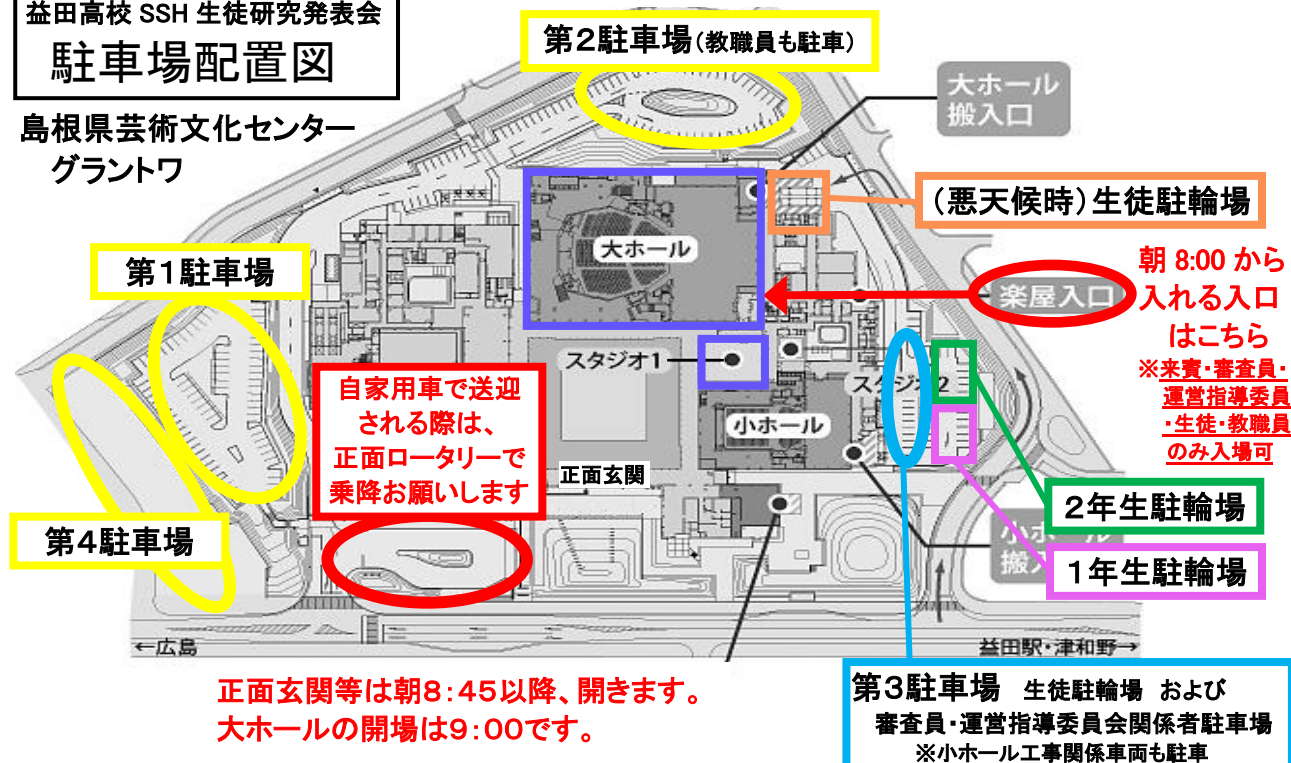 益田高校 SSH 生徒研究発表会
駐車場配置図
島根県芸術文化センター
グラントワ
第2駐車場(教職員も駐車)
大ホール
搬入口
(悪天候時)生徒駐輪場
大ホール
第1駐車場
楽屋入口
朝 8:00 から
入れる入口
はこちら
※来賓・審査員・
運営指導委員
・生徒・教職員
のみ入場可
スタジオ1
スタジオ2
自家用車で送迎
される際は、
正面ロータリーで
乗降お願いします
小ホール
正面玄関
第4駐車場
2年生駐輪場
小ホール
搬入
1年生駐輪場
←広島
益田駅・津和野→
正面玄関等は朝8:45以降、開きます。
大ホールの開場は9:00です。
第3駐車場 生徒駐輪場 および
審査員・運営指導委員会関係者駐車場
※小ホール工事関係車両も駐車